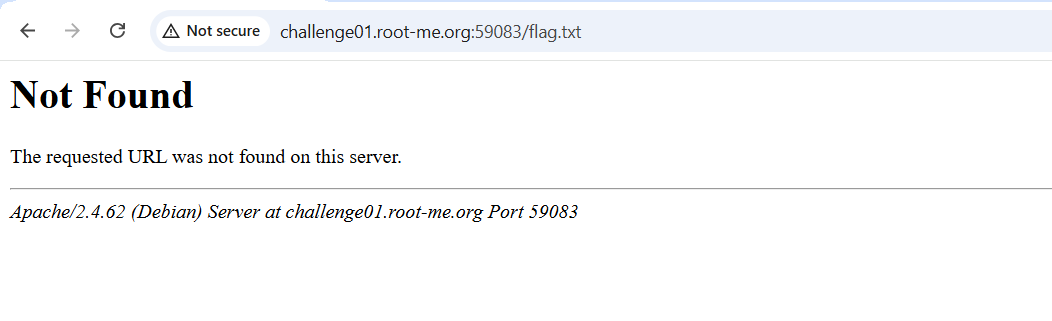 Not secure challenge01.root-me.org:59083/flag.txt
Not Found
The requested URL was not found on this server.
Apache/2.4.62 (Debian) Server at challenge01.root-me.org Port 59083